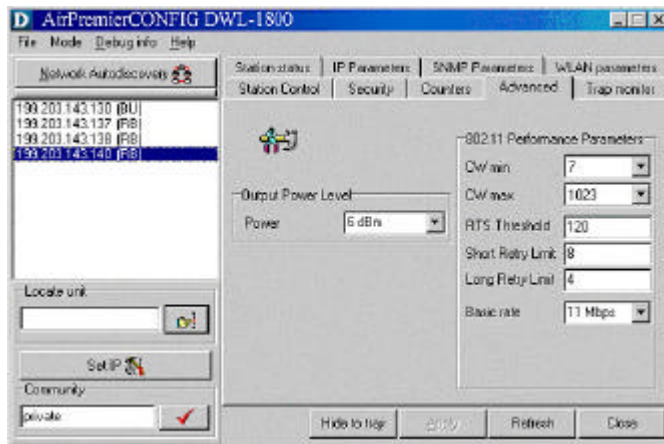 AirPremierCONFIG DWL-1800
File Mode Debug info Help
Network Autodiscovery
199.203.143.130 (BU)
199.203.143.137 (RB)
199.203.143.138 (RB)
199.203.143.140 (RB)
Locate unit
Set IP
Community
private
Station status IP Parameters SNMP Parameters WLAN parameters
Station Control Security Counters Advanced Trap monitor
Output Power Level
Power 6 dBm
802.11 Performance Parameters
CW min 7
CW max 1023
RTS Threshold 120
Short Retry Limit 8
Long Retry Limit 4
Basic rate 11 Mbps
Hide to tray Apply Refresh Close